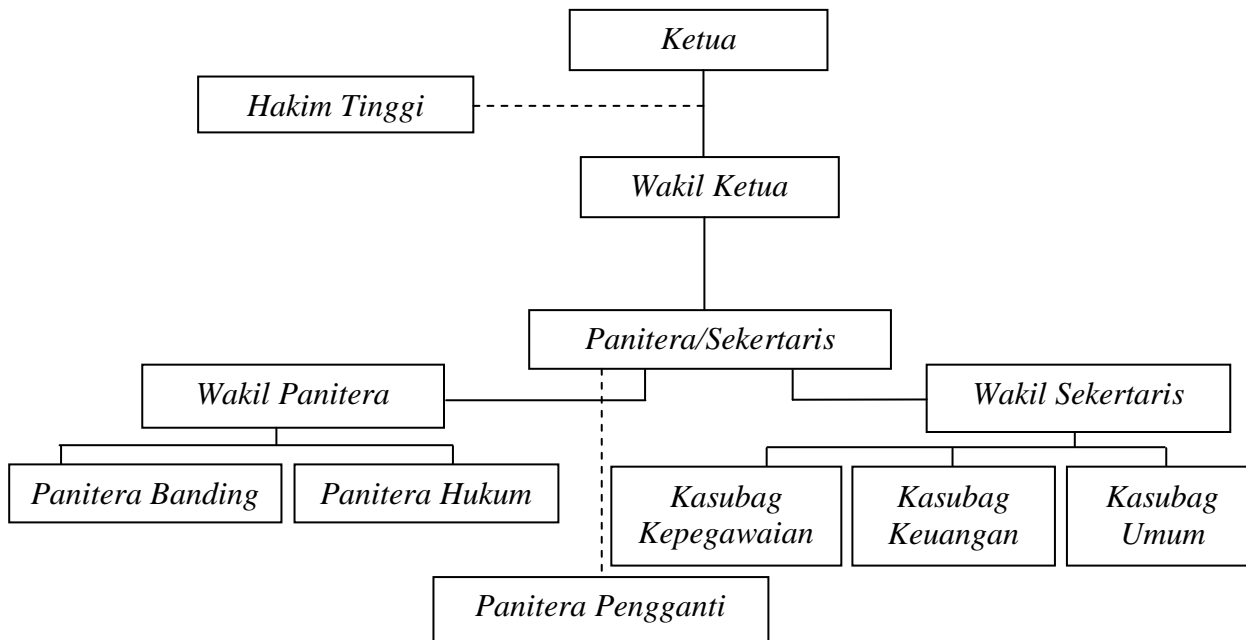 Ketua
Hakim Tinggi
Wakil Ketua
Panitera/Sekertaris
Wakil Panitera
Wakil Sekertaris
Panitera Banding
Panitera Hukum
Kasubag
Kepegawaian
Kasubag
Keuangan
Kasubag
Umum
Panitera Pengganti